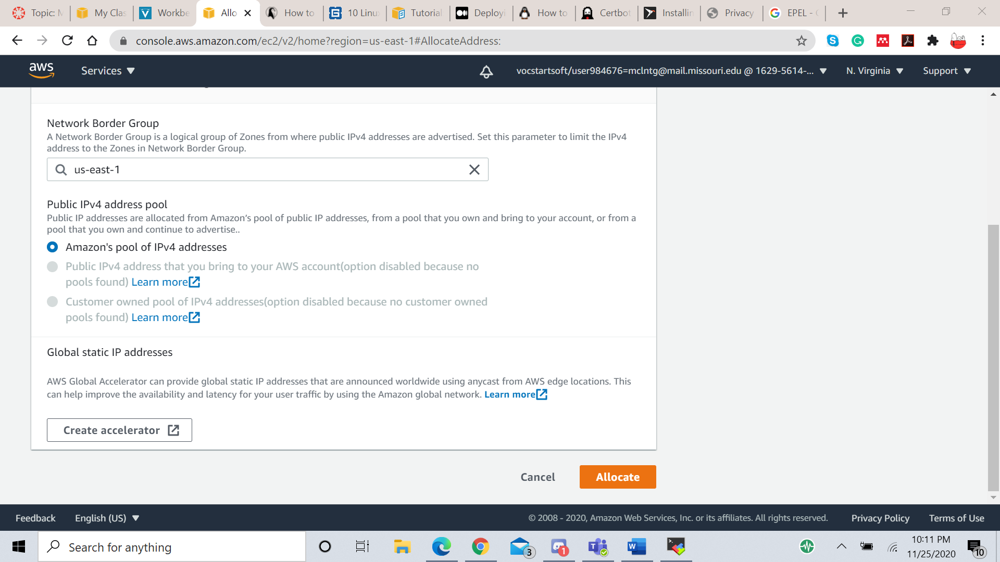 Topic: M
My Clas
Workbe
Allo
How to
10 Linu
Tutorial
Deployi
How to
Certbot
Installin
Privacy
EPEL - 
console.aws.amazon.com/ec2/v2/home?region=us-east-1#AllocateAddress:
aws
Services
vocstartsoft/user984676=mclntg@mail.missouri.edu @ 1629-5614-...
N. Virginia
Support
Network Border Group
A Network Border Group is a logical group of Zones from where public IPv4 addresses are advertised. Set this parameter to limit the IPv4
address to the Zones in Network Border Group.
us-east-1
Public IPv4 address pool
Public IP addresses are allocated from Amazon's pool of public IP addresses, from a pool that you own and bring to your account, or from a
pool that you own and continue to advertise..
Amazon's pool of IPv4 addresses
Public IPv4 address that you bring to your AWS account(option disabled because no
pools found) Learn more
Customer owned pool of IPv4 addresses(option disabled because no customer owned
pools found) Learn more
Global static IP addresses
AWS Global Accelerator can provide global static IP addresses that are announced worldwide using anycast from AWS edge locations. This
can help improve the availability and latency for your user traffic by using the Amazon global network. Learn more
Create accelerator
Cancel
Allocate
Feedback
English (US)
© 2008 - 2020, Amazon Web Services, Inc. or its affiliates. All rights reserved.
Privacy Policy
Terms of Use
Search for anything
3
1
10:11 PM
11/25/2020
10